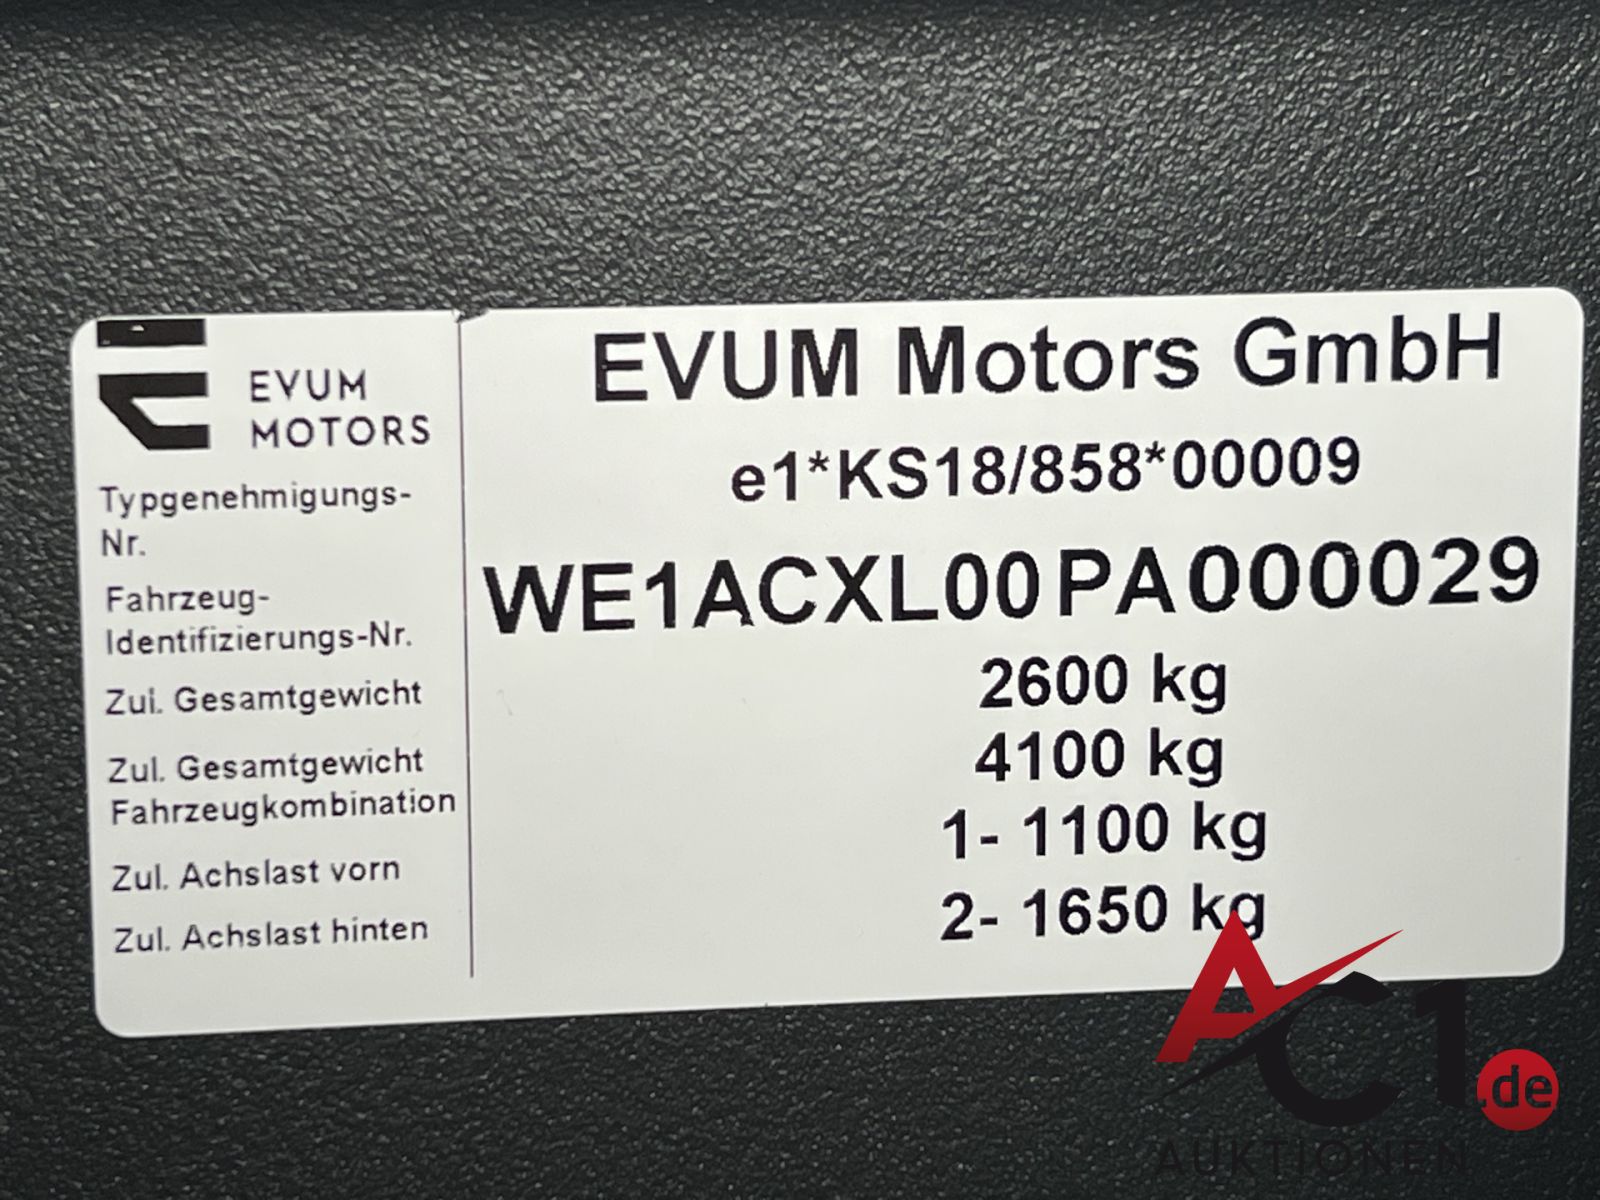 EVUM
MOTORS
EVUM Motors GmbH
Typgenehmigungs-
Nr.
e1*KS18/858*00009
Fahrzeug-
Identifizierungs-Nr.
WE1ACXL00PA000029
Zui. Gesamtgewicht
2600 kg
Zul. Gesamtgewicht
Fahrzeugkombination
4100 kg
Zul. Achslast vorn
1- 1100 kg
Zul. Achslast hinten
2- 1650 kg
AC1.de
AUKTIONEN